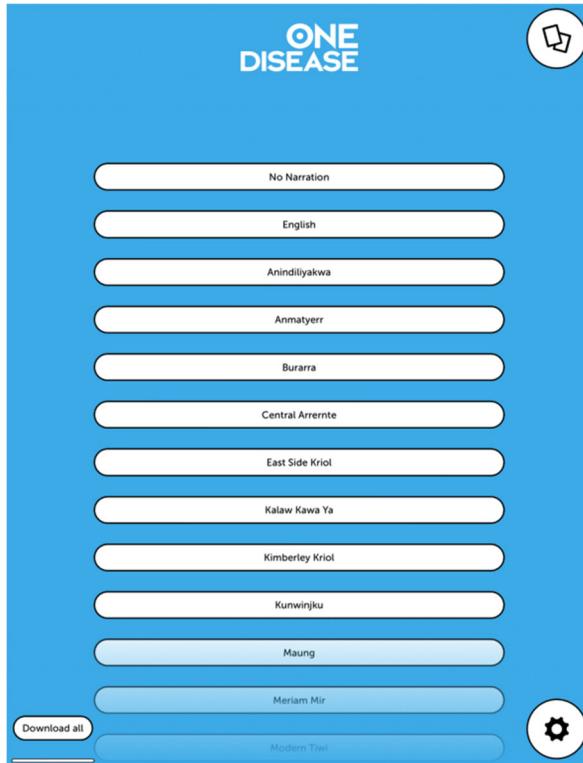 ONE
DISEASE
No Narration
English
Anindiliyakwa
Anmatyerr
Burarra
Central Arrernte
East Side Kriol
Kalaw Kawa Ya
Kimberley Kriol
Kunwinjku
Maung
Meriam Mir
Download all
Modern Tiwi